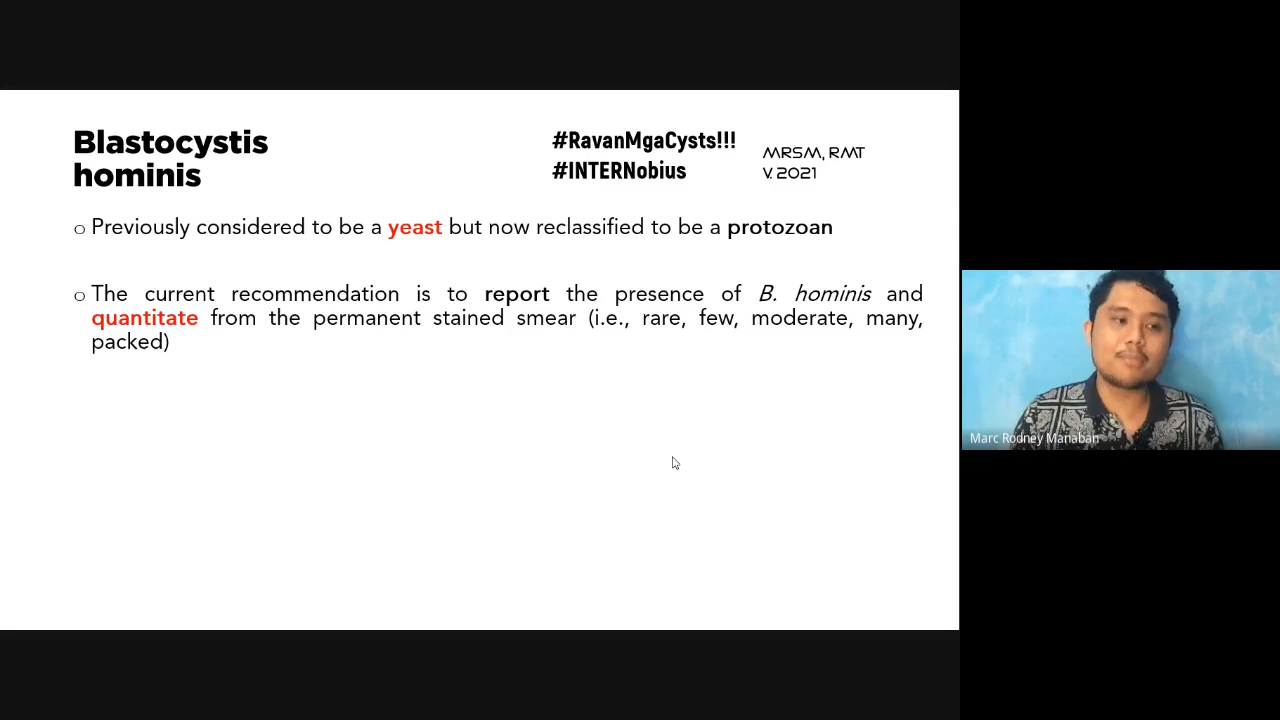 Blastocystis
hominis
#RavanMgaCysts!!!
#INTERNobius
MRSM, RMT
V. 2021
o Previously considered to be a yeast but now reclassified to be a protozoan
o The current recommendation is to report the presence of B. hominis and
quantitate from the permanent stained smear (i.e., rare, few, moderate, many,
packed)
Marc Rodney Manaban